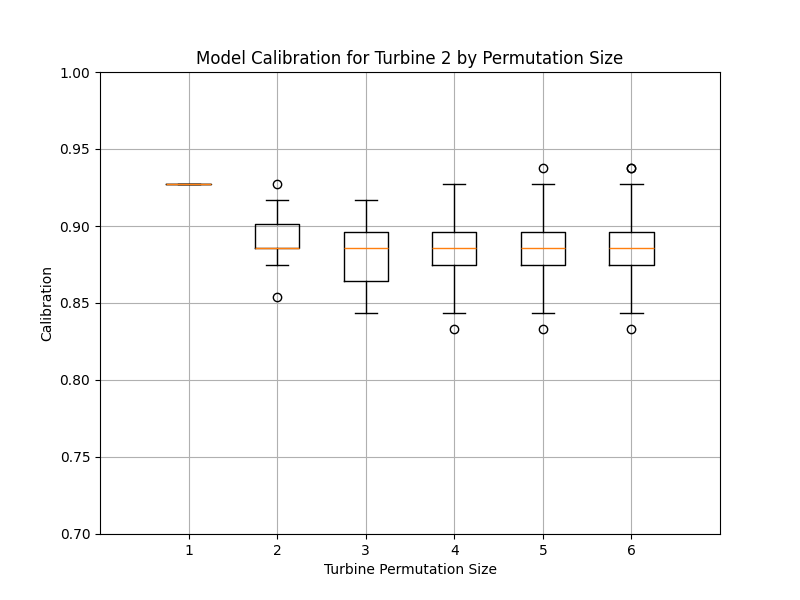 Model Calibration for Turbine 2 by Permutation Size
1.00
0.95
0.90
0.85
0.80
0.75
0.70
Calibration
1 2 3 4 5 6
Turbine Permutation Size